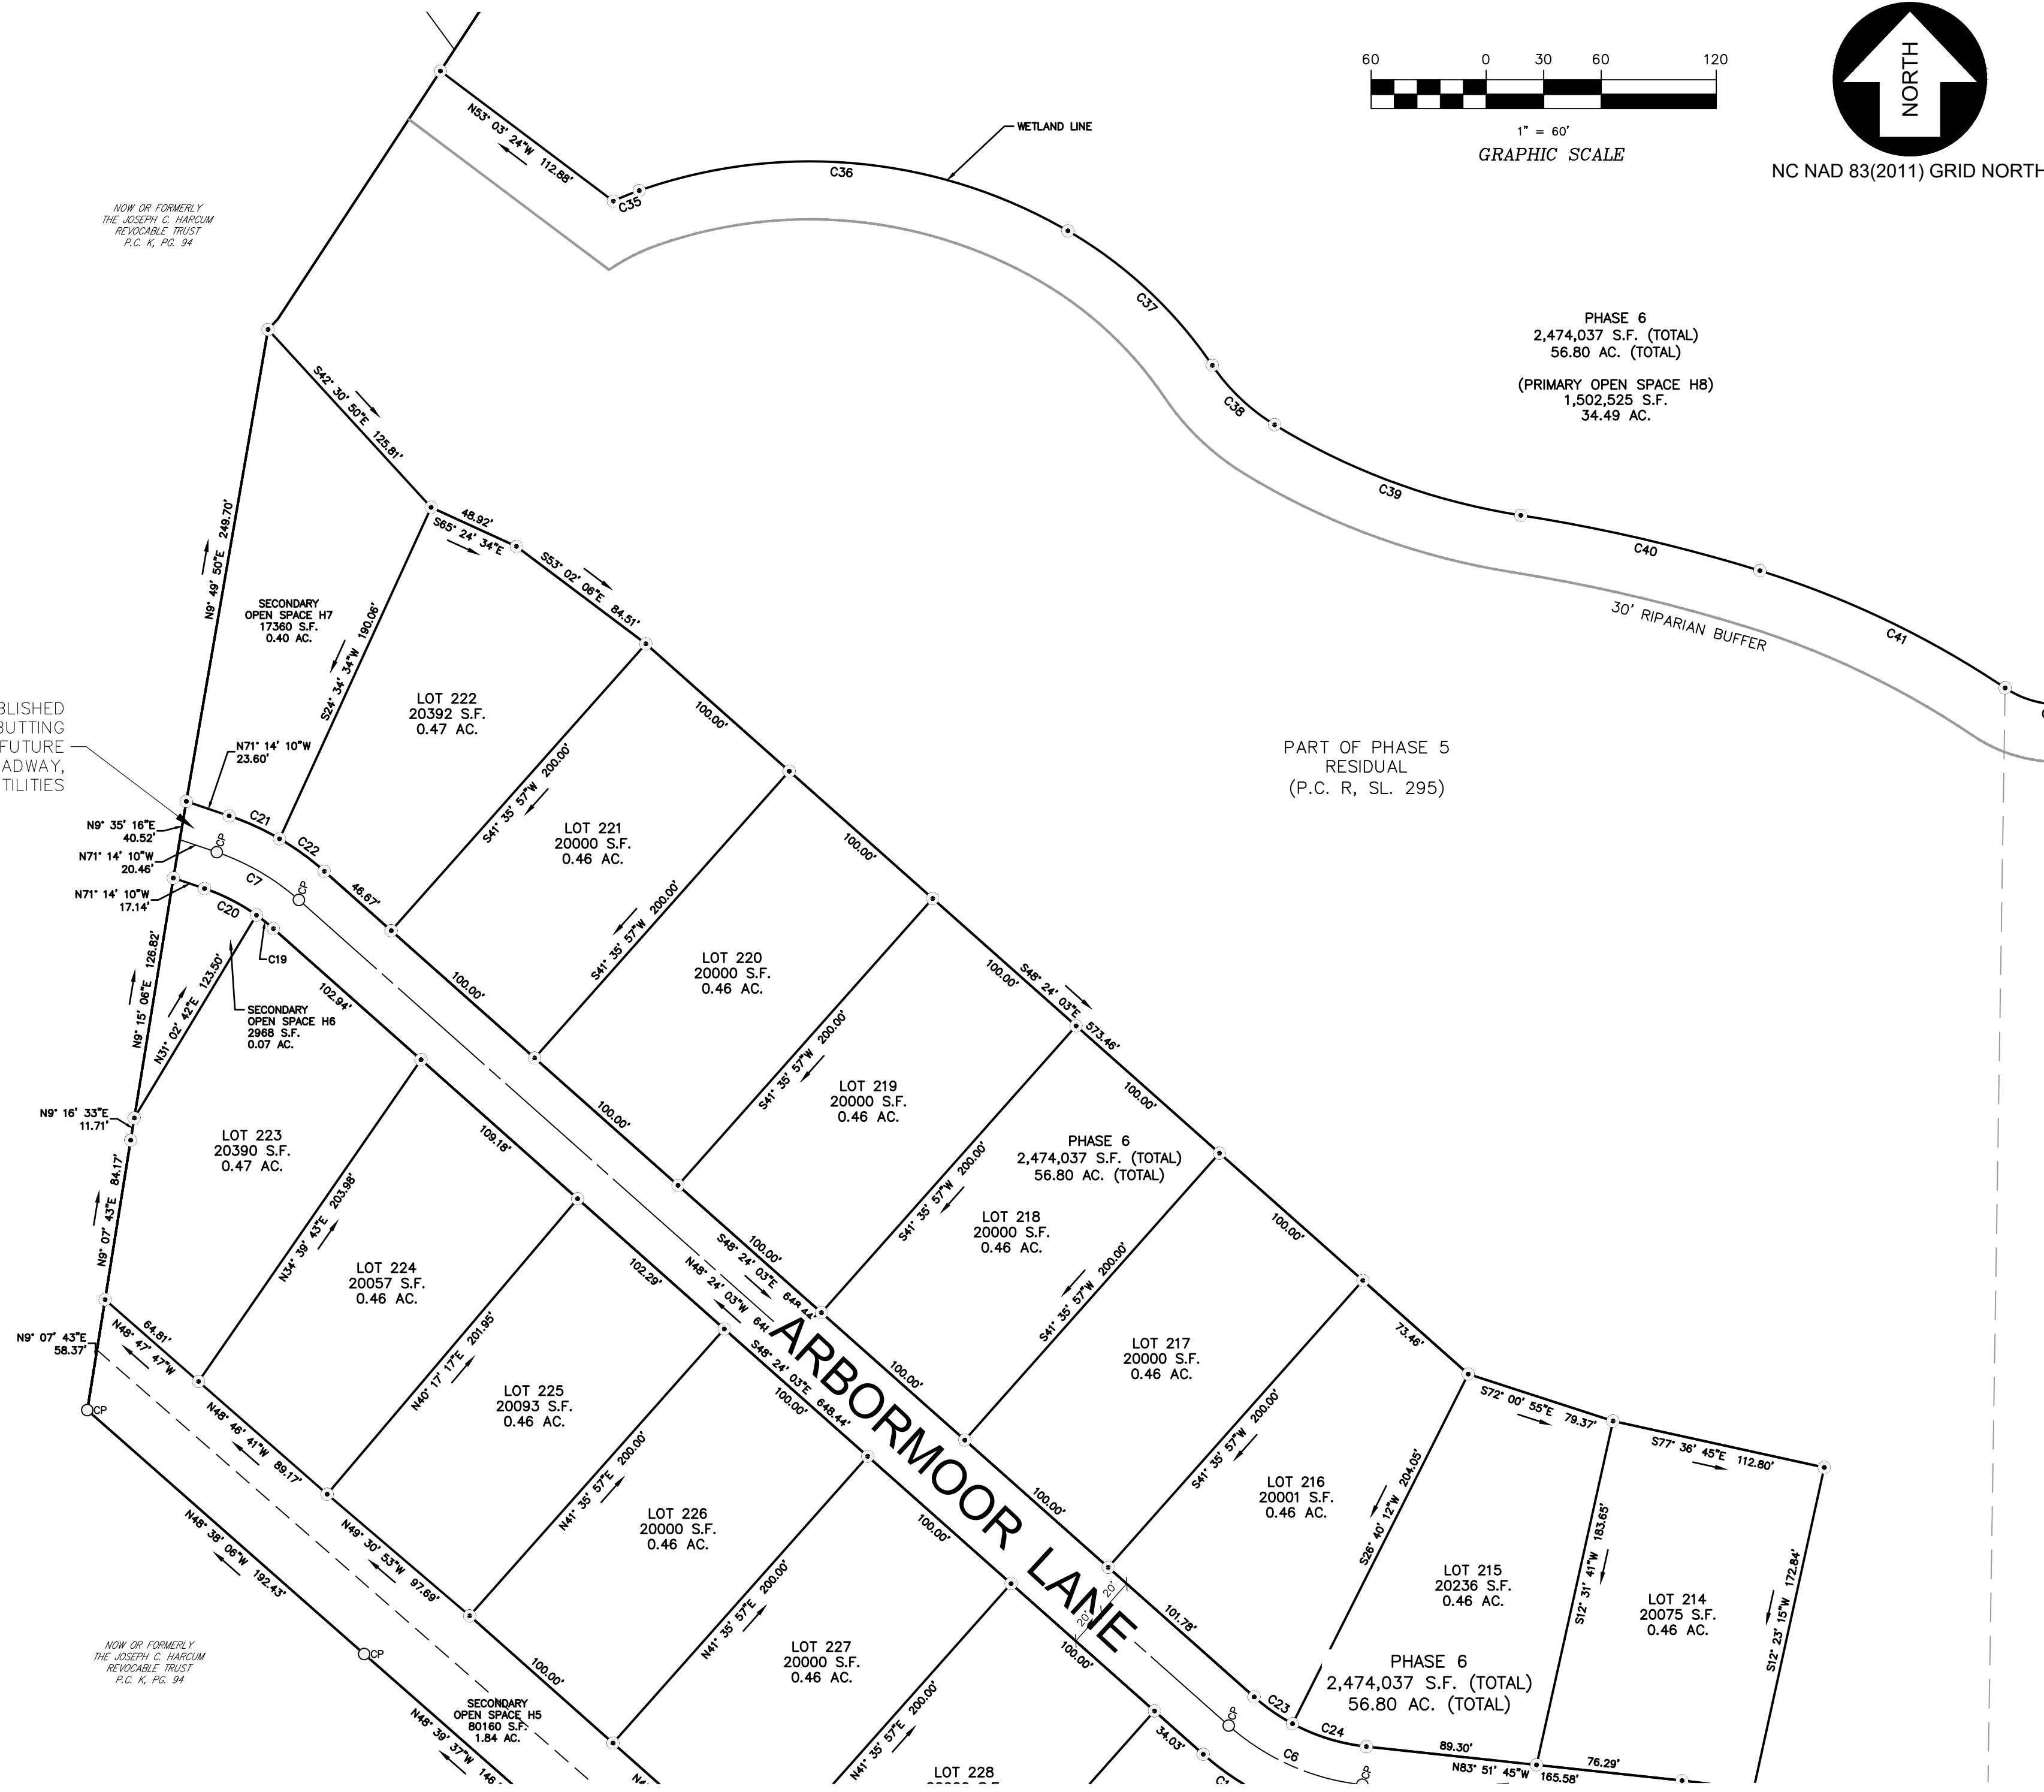 60
0
30
60
120
1" = 60'
GRAPHIC SCALE
NORTH
NC NAD 83(2011) GRID NORTH
N53° 03' 24"W 112.88'
WETLAND LINE
C35
C36
C37
C38
C39
C40
C41
NOW OR FORMERLY
THE JOSEPH C. HARCUM
REVOCABLE TRUST
P.C. K, PG. 94
PHASE 6
2,474,037 S.F. (TOTAL)
56.80 AC. (TOTAL)
(PRIMARY OPEN SPACE H8)
1,502,525 S.F.
34.49 AC.
30' RIPARIAN BUFFER
PART OF PHASE 5
RESIDUAL
(P.C. R, SL. 295)
S42° 30' 50"E 125.81'
48.92'
S65° 24' 34"E
S53° 02' 06"E 84.51'
N9° 49' 50"E 249.70'
SECONDARY
OPEN SPACE H7
17360 S.F.
0.40 AC.
S24° 34' 34"W 190.06'
LOT 222
20392 S.F.
0.47 AC.
100.00'
S41° 35' 57"W 200.00'
BLISHED
BUTTING
FUTURE
ADWAY,
TILITIES
N71° 14' 10"W
23.60'
C21
C22
46.67'
N9° 35' 16"E
40.52'
N71° 14' 10"W
20.46'
N71° 14' 10"W
17.14'
CP
C7
CP
C20
C19
LOT 221
20000 S.F.
0.46 AC.
100.00'
S41° 35' 57"W 200.00'
100.00'
LOT 220
20000 S.F.
0.46 AC.
100.00'
S48° 24' 03"E 573.46'
S41° 35' 57"W 200.00'
100.00'
N9° 15' 06"E 126.82'
N31° 02' 42"E 123.50'
SECONDARY
OPEN SPACE H6
2968 S.F.
0.07 AC.
102.94'
N9° 16' 33"E
11.71'
LOT 219
20000 S.F.
0.46 AC.
100.00'
S41° 35' 57"W 200.00'
100.00'
PHASE 6
2,474,037 S.F. (TOTAL)
56.80 AC. (TOTAL)
LOT 218
20000 S.F.
0.46 AC.
100.00'
S41° 35' 57"W 200.00'
100.00'
S48° 24' 03"E 648.44'
N48° 24' 03"W
S48° 24' 03"E 648.44'
LOT 223
20390 S.F.
0.47 AC.
N9° 07' 43"E 84.17'
109.18'
N34° 39' 43"E 203.98'
LOT 224
20057 S.F.
0.46 AC.
102.29'
64.81'
N48° 47' 47"W
N9° 07' 43"E
58.37'
CP
N48° 46' 41"W 89.17'
N40° 17' 17"E 201.95'
LOT 225
20093 S.F.
0.46 AC.
100.00'
N49° 30' 53"W 97.69'
N41° 35' 57"E 200.00'
ARBORMOOR LANE
LOT 217
20000 S.F.
0.46 AC.
73.46'
S41° 35' 57"W 200.00'
100.00'
S72° 00' 55"E 79.37'
S77° 36' 45"E 112.80'
LOT 216
20001 S.F.
0.46 AC.
S26° 40' 12"W 204.05'
101.78'
20'
20'
LOT 215
20236 S.F.
0.46 AC.
S12° 31' 41"W 183.65'
LOT 214
20075 S.F.
0.46 AC.
S12° 23' 15"W 172.84'
PHASE 6
2,474,037 S.F. (TOTAL)
56.80 AC. (TOTAL)
C23
C24
CP
C6
CP
89.30'
76.29'
N83° 51' 45"W 165.58'
LOT 226
20000 S.F.
0.46 AC.
100.00'
N41° 35' 57"E 200.00'
100.00'
LOT 227
20000 S.F.
0.46 AC.
100.00'
N41° 35' 57"E 200.00'
34.03'
LOT 228
N48° 38' 06"W 192.43'
CP
N48° 39' 37"W
SECONDARY
OPEN SPACE H5
80160 S.F.
1.84 AC.
NOW OR FORMERLY
THE JOSEPH C. HARCUM
REVOCABLE TRUST
P.C. K, PG. 94
100.00'